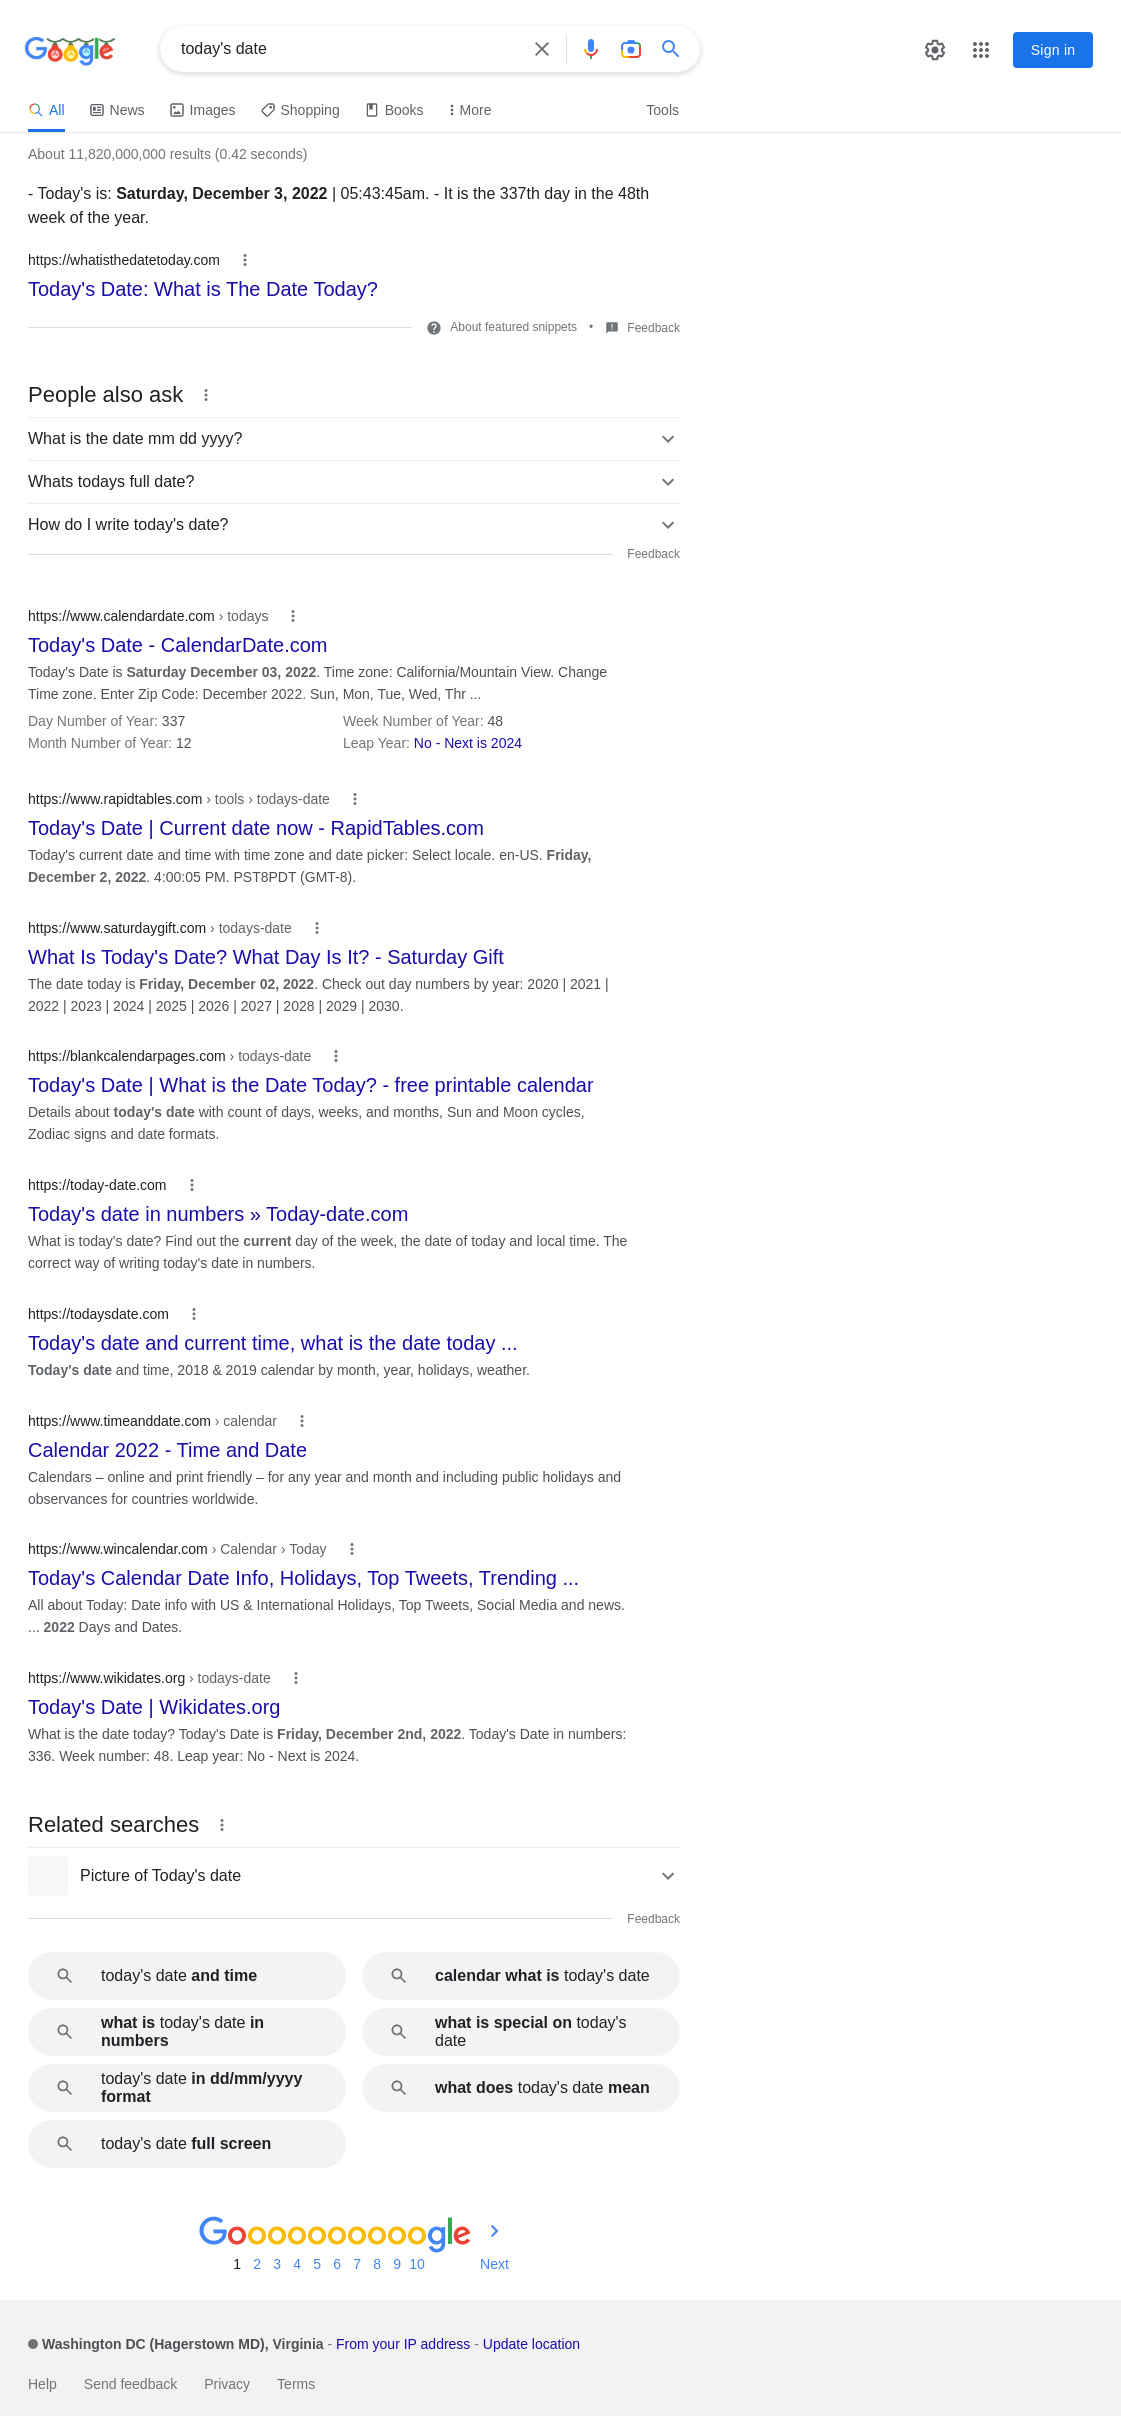 Google
today's date
Sign in
All News Images Shopping Books More Tools
About 11,820,000,000 results (0.42 seconds)
- Today's is: Saturday, December 3, 2022 | 05:43:45am. - It is the 337th day in the 48th
week of the year.
https://whatisthedatetoday.com
Today's Date: What is The Date Today?
About featured snippets • Feedback
People also ask
What is the date mm dd yyyy?
Whats todays full date?
How do I write today's date?
Feedback
https://www.calendardate.com › todays
Today's Date - CalendarDate.com
Today's Date is Saturday December 03, 2022. Time zone: California/Mountain View. Change
Time zone. Enter Zip Code: December 2022. Sun, Mon, Tue, Wed, Thr ...
Day Number of Year: 337 Week Number of Year: 48
Month Number of Year: 12 Leap Year: No - Next is 2024
https://www.rapidtables.com › tools › todays-date
Today's Date | Current date now - RapidTables.com
Today's current date and time with time zone and date picker: Select locale. en-US. Friday,
December 2, 2022. 4:00:05 PM. PST8PDT (GMT-8).
https://www.saturdaygift.com › todays-date
What Is Today's Date? What Day Is It? - Saturday Gift
The date today is Friday, December 02, 2022. Check out day numbers by year: 2020 | 2021 |
2022 | 2023 | 2024 | 2025 | 2026 | 2027 | 2028 | 2029 | 2030.
https://blankcalendarpages.com › todays-date
Today's Date | What is the Date Today? - free printable calendar
Details about today's date with count of days, weeks, and months, Sun and Moon cycles,
Zodiac signs and date formats.
https://today-date.com
Today's date in numbers » Today-date.com
What is today's date? Find out the current day of the week, the date of today and local time. The
correct way of writing today's date in numbers.
https://todaysdate.com
Today's date and current time, what is the date today ...
Today's date and time, 2018 & 2019 calendar by month, year, holidays, weather.
https://www.timeanddate.com › calendar
Calendar 2022 - Time and Date
Calendars – online and print friendly – for any year and month and including public holidays and
observances for countries worldwide.
https://www.wincalendar.com › Calendar › Today
Today's Calendar Date Info, Holidays, Top Tweets, Trending ...
All about Today: Date info with US & International Holidays, Top Tweets, Social Media and news.
... 2022 Days and Dates.
https://www.wikidates.org › todays-date
Today's Date | Wikidates.org
What is the date today? Today's Date is Friday, December 2nd, 2022. Today's Date in numbers:
336. Week number: 48. Leap year: No - Next is 2024.
Related searches
Picture of Today's date
Feedback
today's date and time
calendar what is today's date
what is today's date in
numbers
what is special on today's
date
today's date in dd/mm/yyyy
format
what does today's date mean
today's date full screen
Goooooooooogle
1 2 3 4 5 6 7 8 9 10 Next
Washington DC (Hagerstown MD), Virginia - From your IP address - Update location
Help Send feedback Privacy Terms